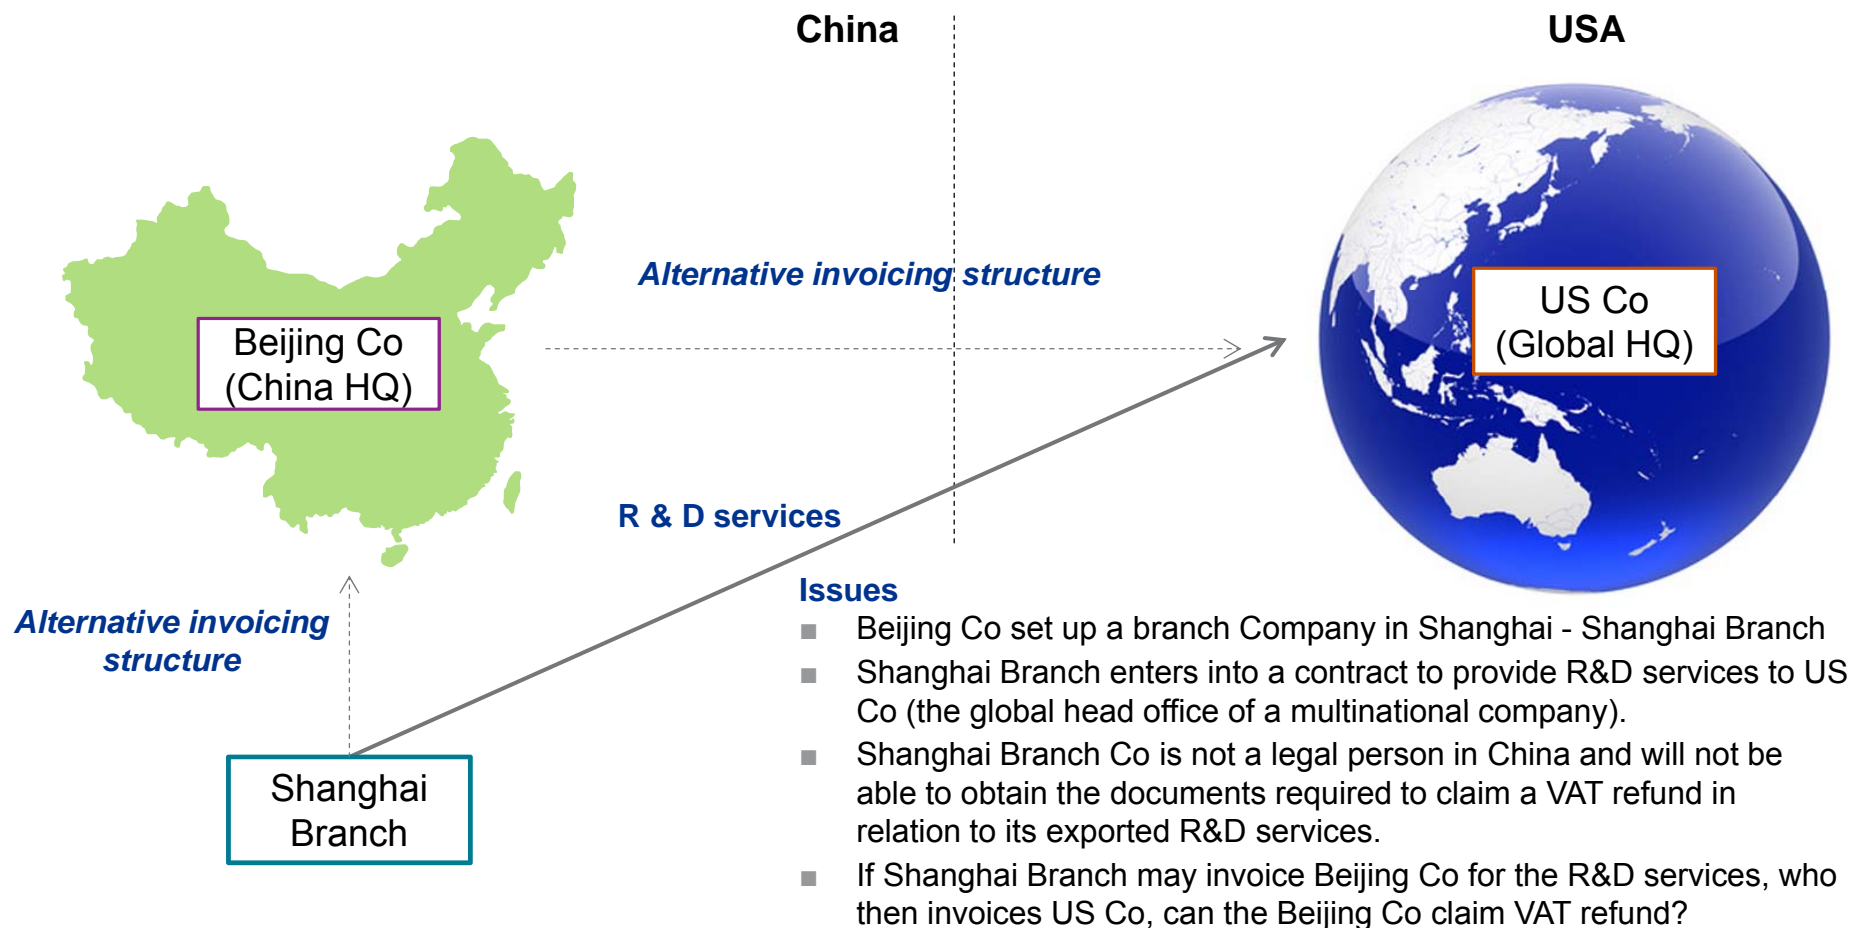 China
USA
Alternative invoicing structure
Beijing Co
(China HQ)
US Co
(Global HQ)
R & D services
Alternative invoicing
structure
Shanghai
Branch
Issues
■ Beijing Co set up a branch Company in Shanghai - Shanghai Branch
■ Shanghai Branch enters into a contract to provide R&D services to US
Co (the global head office of a multinational company).
■ Shanghai Branch Co is not a legal person in China and will not be
able to obtain the documents required to claim a VAT refund in
relation to its exported R&D services.
■ If Shanghai Branch may invoice Beijing Co for the R&D services, who
then invoices US Co, can the Beijing Co claim VAT refund?